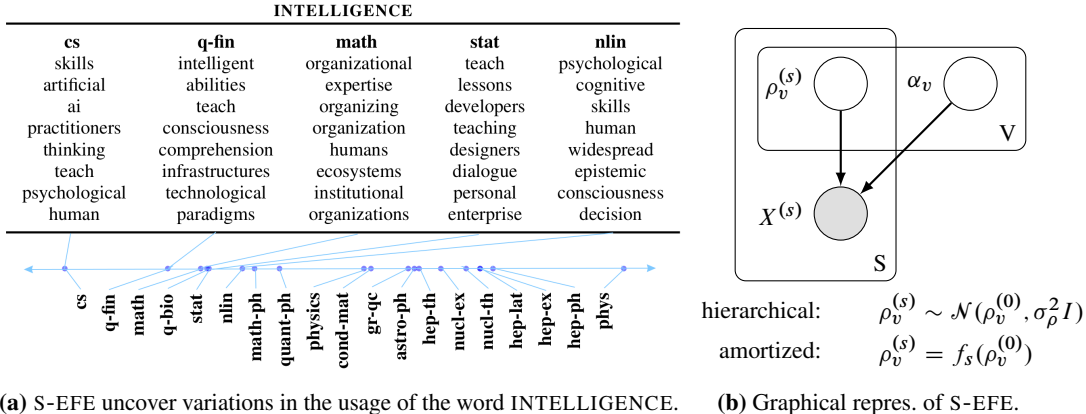 INTELLIGENCE
cs q-fin math stat nlin
skills intelligent organizational teach psychological
artificial abilities expertise lessons cognitive
ai teach organizing developers skills
practitioners consciousness organization teaching human
thinking comprehension humans designers widespread
teach infrastructures ecosystems dialogue epistemic
psychological technological institutional personal consciousness
human paradigms organizations enterprise decision
cs q-fin math q-bio stat nlin math-ph quant-ph physics cond-mat gr-qc astro-ph hep-th nucl-ex nucl-th hep-lat hep-ex hep-ph phys
(a) S-EFE uncover variations in the usage of the word INTELLIGENCE.
ρ_v^{(s)} α_v
V
X^{(s)}
S
hierarchical: ρ_v^{(s)} ∼ 𝒩(ρ_v^{(0)}, σ_ρ^2 I)
amortized: ρ_v^{(s)} = f_s(ρ_v^{(0)})
(b) Graphical repres. of S-EFE.